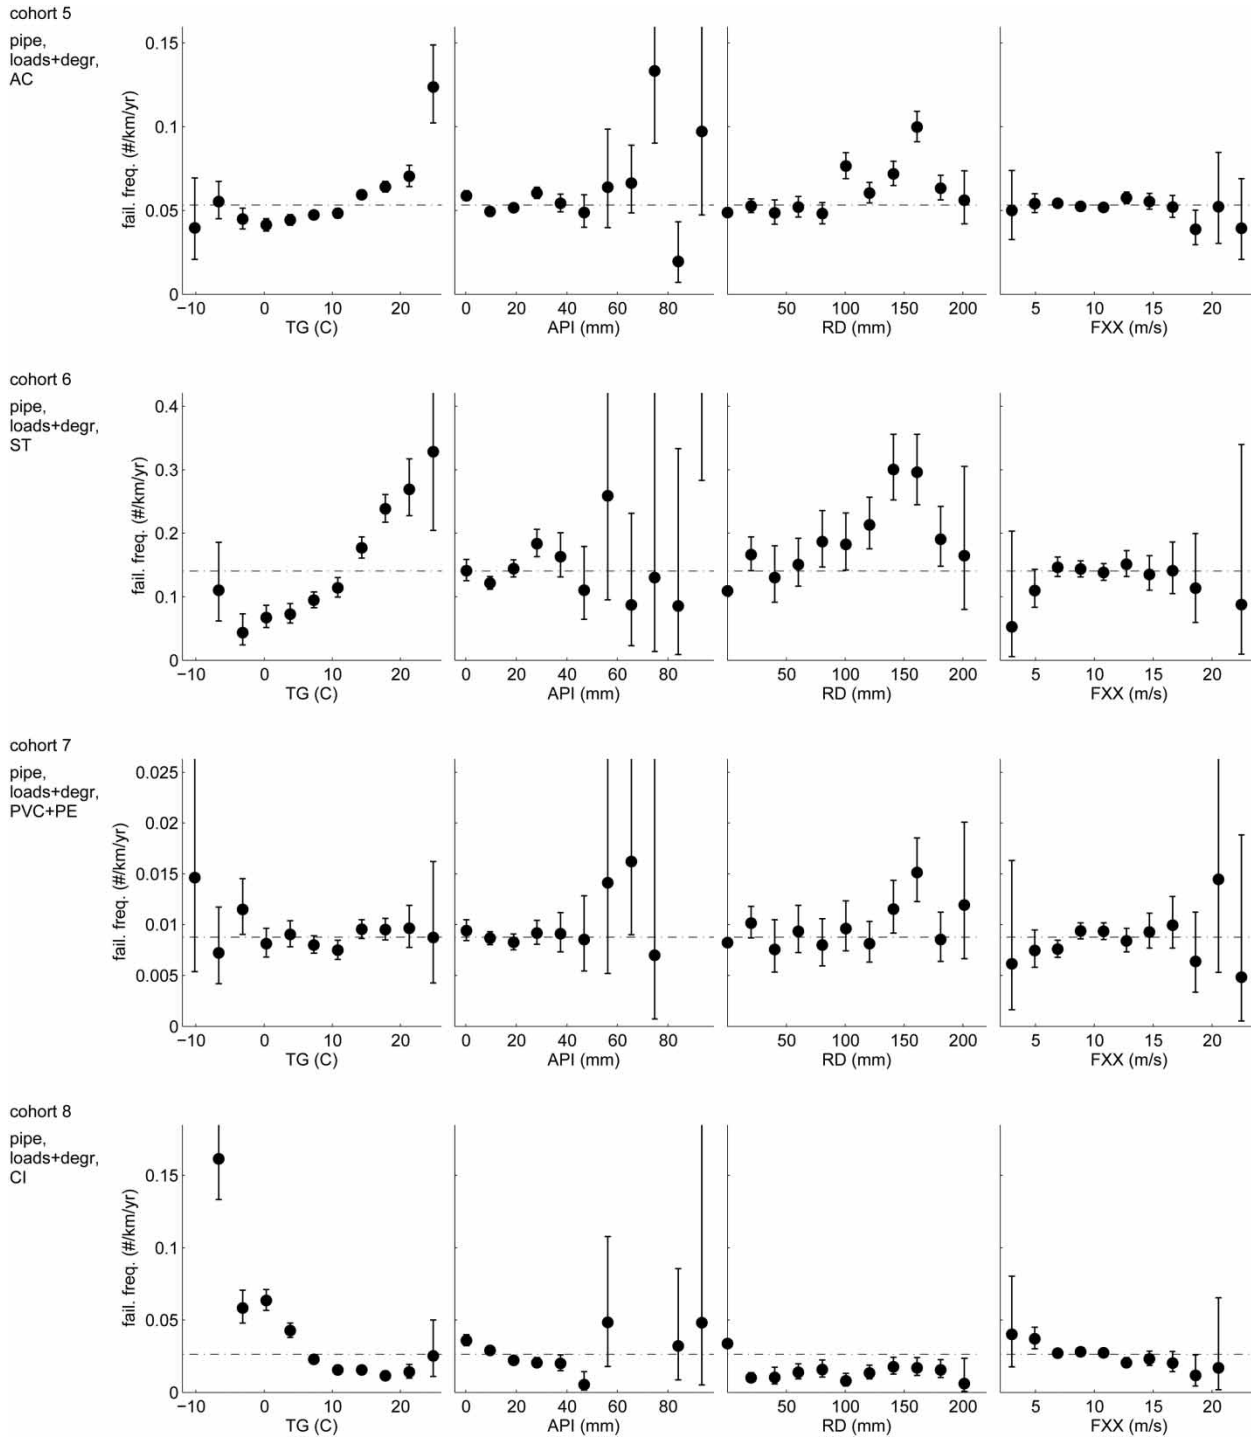 cohort 5
pipe,
loads+degr,
AC
fail. freq. (#/km/yr)
0.15
0.1
0.05
0
−10 0 10 20
TG (C)
0 20 40 60 80
API (mm)
50 100 150 200
RD (mm)
5 10 15 20
FXX (m/s)
cohort 6
pipe,
loads+degr,
ST
fail. freq. (#/km/yr)
0.4
0.3
0.2
0.1
0
−10 0 10 20
TG (C)
0 20 40 60 80
API (mm)
50 100 150 200
RD (mm)
5 10 15 20
FXX (m/s)
cohort 7
pipe,
loads+degr,
PVC+PE
fail. freq. (#/km/yr)
0.025
0.02
0.015
0.01
0.005
0
−10 0 10 20
TG (C)
0 20 40 60 80
API (mm)
50 100 150 200
RD (mm)
5 10 15 20
FXX (m/s)
cohort 8
pipe,
loads+degr,
CI
fail. freq. (#/km/yr)
0.15
0.1
0.05
0
−10 0 10 20
TG (C)
0 20 40 60 80
API (mm)
50 100 150 200
RD (mm)
5 10 15 20
FXX (m/s)